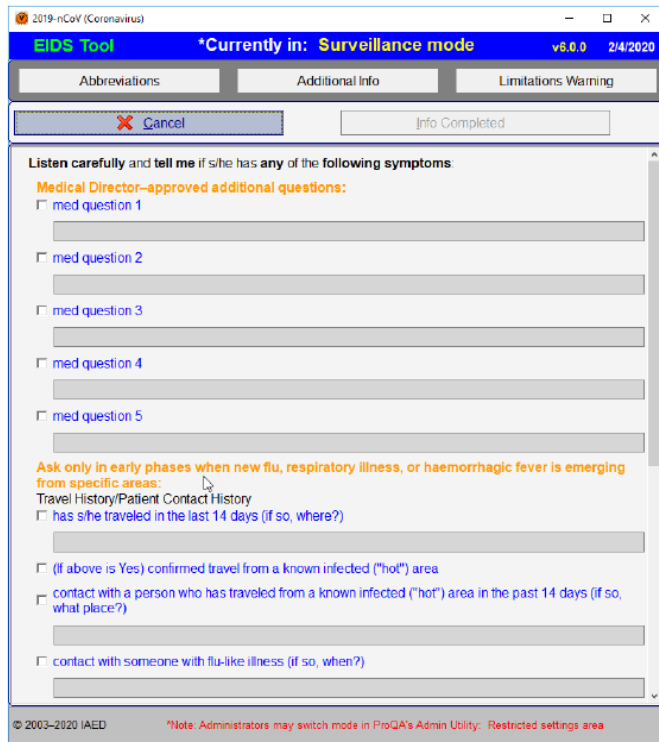 2019-nCoV (Coronavirus)
EIDS Tool *Currently in: Surveillance mode v6.0.0 2/4/2020
Abbreviations Additional Info Limitations Warning
Cancel Info Completed
Listen carefully and tell me if s/he has any of the following symptoms:
Medical Director–approved additional questions:
med question 1
med question 2
med question 3
med question 4
med question 5
Ask only in early phases when new flu, respiratory illness, or haemorrhagic fever is emerging
from specific areas:
Travel History/Patient Contact History
has s/he traveled in the last 14 days (if so, where?)
(If above is Yes) confirmed travel from a known infected ("hot") area
contact with a person who has traveled from a known infected ("hot") area in the past 14 days (if so,
what place?)
contact with someone with flu-like illness (if so, when?)
© 2003–2020 IAED *Note: Administrators may switch mode in ProQA's Admin Utility: Restricted settings area